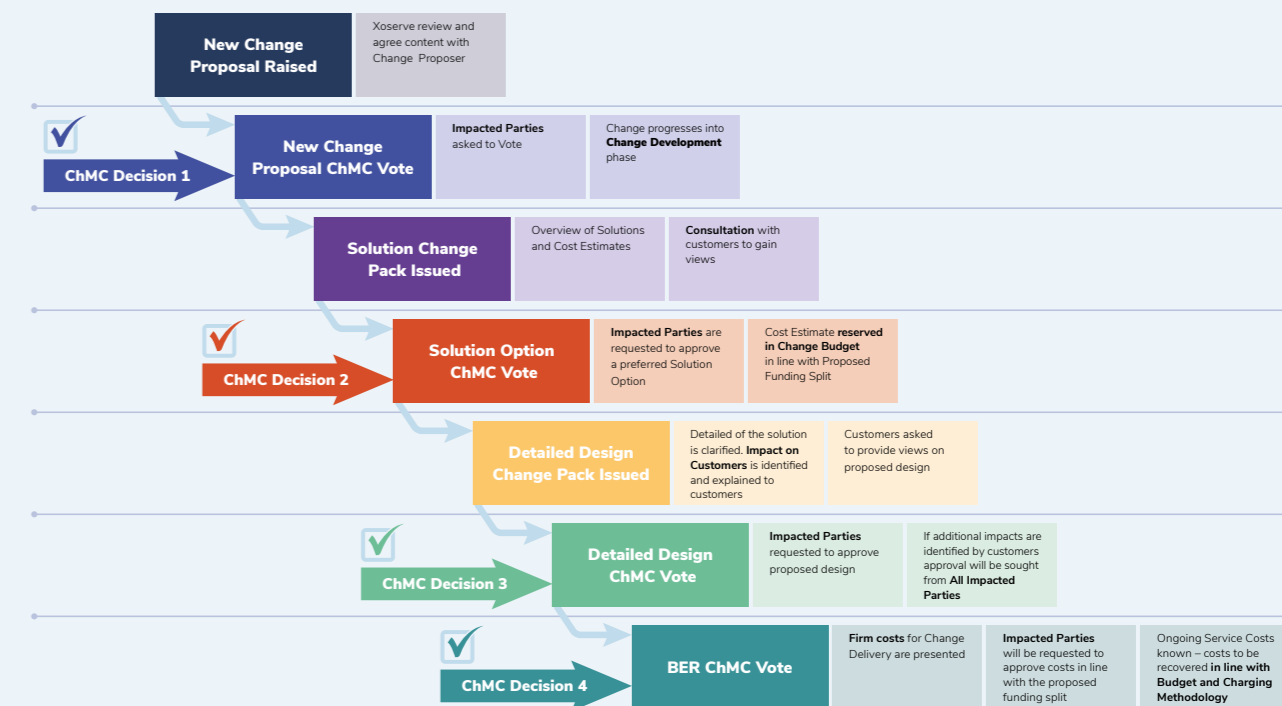 New Change
Proposal Raised
Xoserve review and
agree content with
Change Proposer
ChMC Decision 1
New Change
Proposal ChMC Vote
Impacted Parties
asked to Vote
Change progresses into
Change Development
phase
Solution Change
Pack Issued
Overview of Solutions
and Cost Estimates
Consultation with
customers to gain
views
ChMC Decision 2
Solution Option
ChMC Vote
Impacted Parties are
requested to approve
a preferred Solution
Option
Cost Estimate reserved
in Change Budget
in line with Proposed
Funding Split
Detailed Design
Change Pack Issued
Detailed of the solution
is clarified. Impact on
Customers is identified
and explained to
customers
Customers asked
to provide views on
proposed design
ChMC Decision 3
Detailed Design
ChMC Vote
Impacted Parties
requested to approve
proposed design
If additional impacts are
identified by customers
approval will be sought
from All Impacted
Parties
ChMC Decision 4
BER ChMC Vote
Firm costs for Change
Delivery are presented
Impacted Parties
will be requested to
approve costs in line
with the proposed
funding split
Ongoing Service Costs
known – costs to be
recovered in line with
Budget and Charging
Methodology